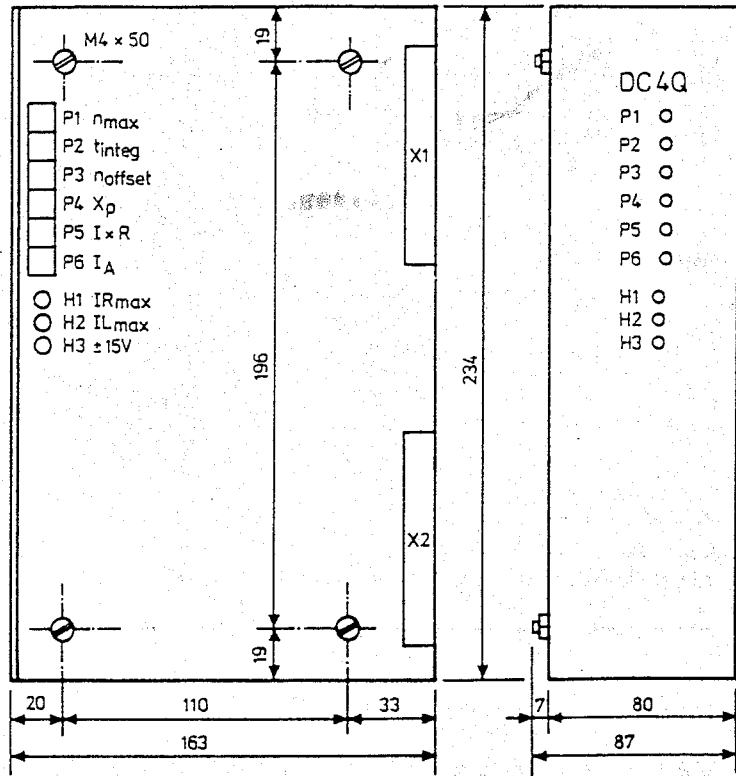 19
M4 × 50
DC4Q
P1 nmax
P2 tinteg
P3 noffset
P4 Xp
P5 I×R
P6 IA
H1 IRmax
H2 ILmax
H3 ±15V
X1
P1
P2
P3
P4
P5
P6
H1
H2
H3
196
234
X2
19
20
110
33
7
80
163
87